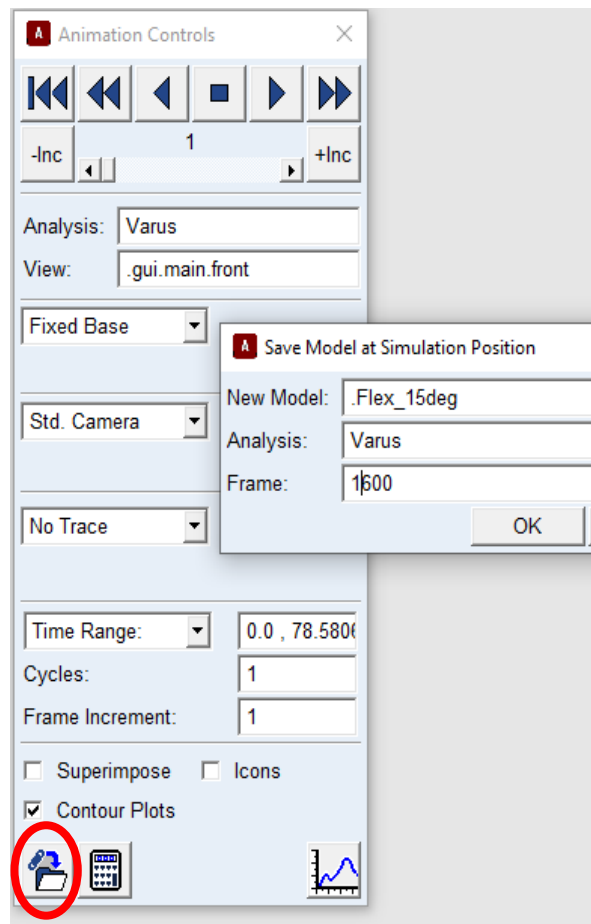 A Animation Controls
-Inc
1
+Inc
Analysis: Varus
View: .gui.main.front
Fixed Base
A Save Model at Simulation Position
New Model: .Flex_15deg
Std. Camera
Analysis: Varus
Frame: 1600
No Trace
OK
Time Range: 0.0 , 78.5806
Cycles: 1
Frame Increment: 1
Superimpose Icons
Contour Plots